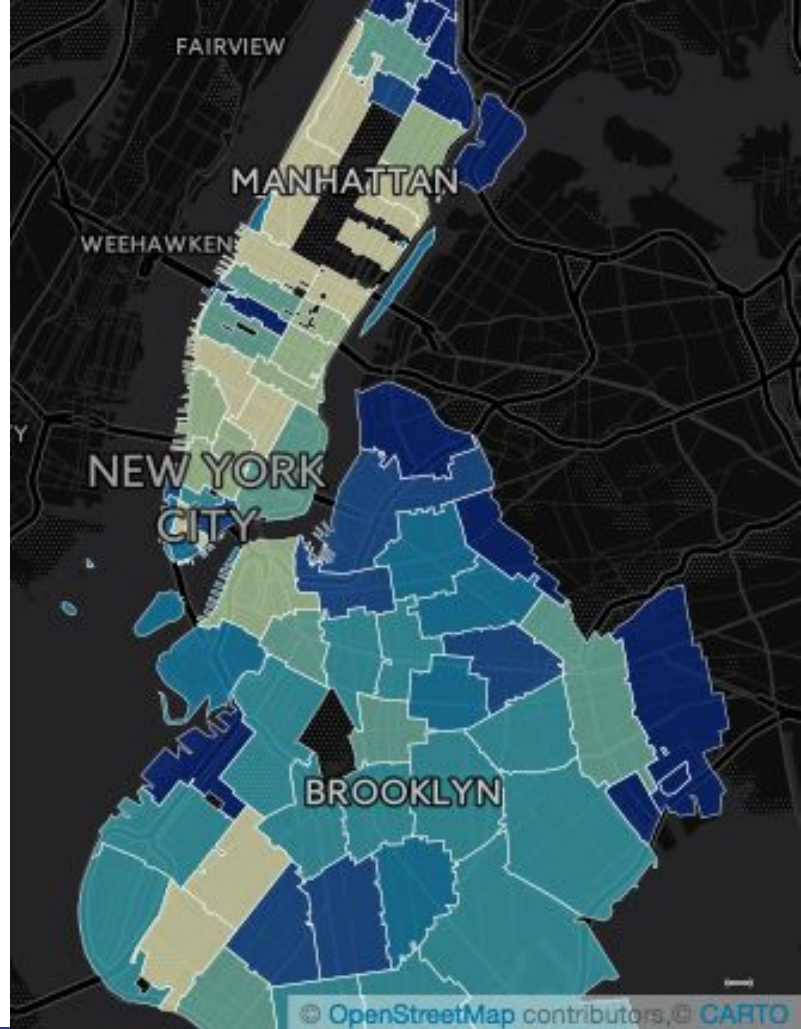 FAIRVIEW
MANHATTAN
WEEHAWKEN
Y
NEW YORK
CITY
BROOKLYN
© OpenStreetMap contributors,© CARTO